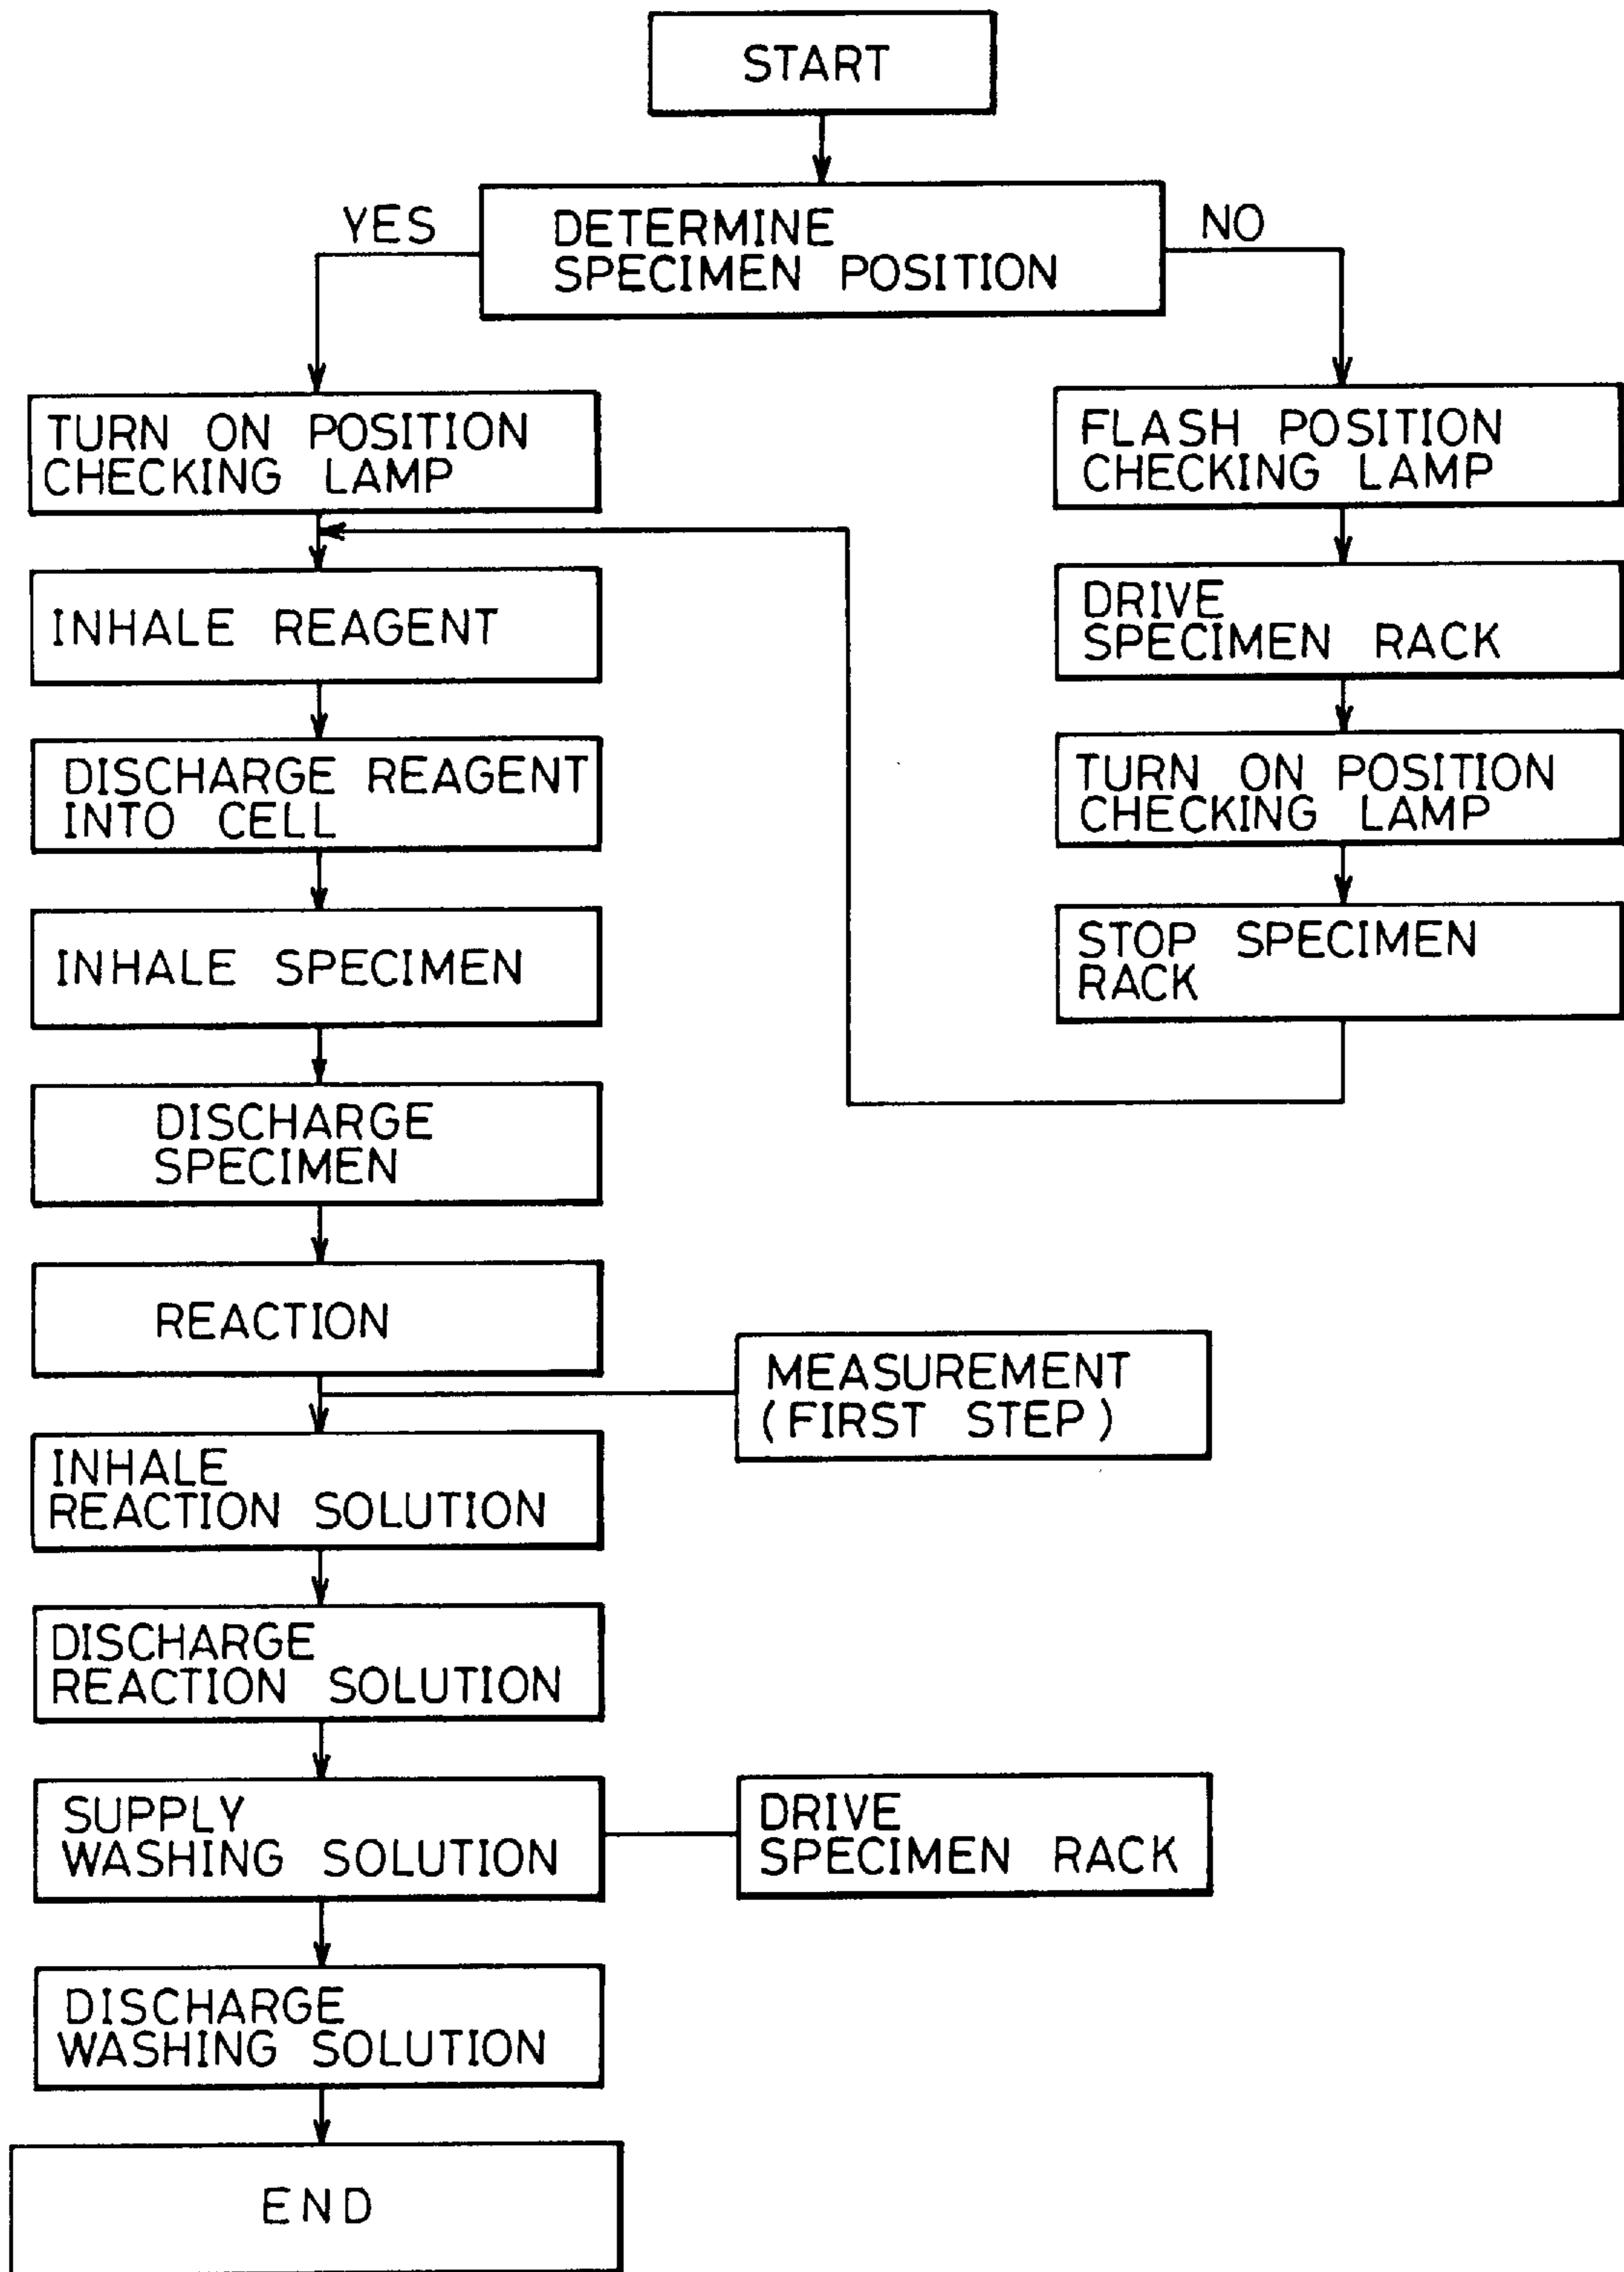 START
YES
DETERMINE
SPECIMEN POSITION
NO
TURN ON POSITION
CHECKING LAMP
INHALE REAGENT
DISCHARGE REAGENT
INTO CELL
INHALE SPECIMEN
DISCHARGE
SPECIMEN
REACTION
FLASH POSITION
CHECKING LAMP
DRIVE
SPECIMEN RACK
TURN ON POSITION
CHECKING LAMP
STOP SPECIMEN
RACK
MEASUREMENT
(FIRST STEP)
INHALE
REACTION SOLUTION
DISCHARGE
REACTION SOLUTION
SUPPLY
WASHING SOLUTION
DRIVE
SPECIMEN RACK
DISCHARGE
WASHING SOLUTION
END